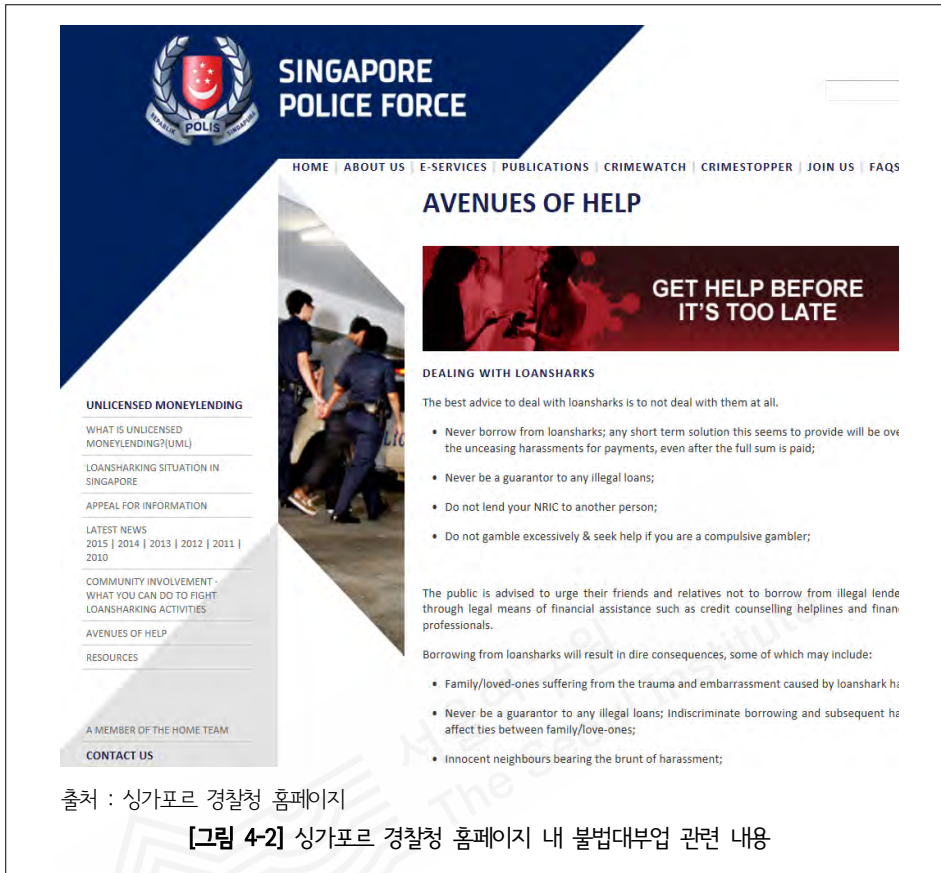 SINGAPORE
POLICE FORCE
REPABLIK POLIS SINGAPURA
HOME | ABOUT US | E-SERVICES | PUBLICATIONS | CRIMEWATCH | CRIMESTOPPER | JOIN US | FAQS
AVENUES OF HELP
GET HELP BEFORE
IT'S TOO LATE
DEALING WITH LOANSHARKS
The best advice to deal with loansharks is to not deal with them at all.
• Never borrow from loansharks; any short term solution this seems to provide will be ove
the unceasing harassments for payments, even after the full sum is paid;
• Never be a guarantor to any illegal loans;
• Do not lend your NRIC to another person;
• Do not gamble excessively & seek help if you are a compulsive gambler;
The public is advised to urge their friends and relatives not to borrow from illegal lende
through legal means of financial assistance such as credit counselling helplines and finan
professionals.
Borrowing from loansharks will result in dire consequences, some of which may include:
• Family/loved-ones suffering from the trauma and embarrassment caused by loanshark ha
• Never be a guarantor to any illegal loans; Indiscriminate borrowing and subsequent ha
affect ties between family/love-ones;
• Innocent neighbours bearing the brunt of harassment;
UNLICENSED MONEYLENDING
WHAT IS UNLICENSED
MONEYLENDING?(UML)
LOANSHARKING SITUATION IN
SINGAPORE
APPEAL FOR INFORMATION
LATEST NEWS
2015 | 2014 | 2013 | 2012 | 2011 |
2010
COMMUNITY INVOLVEMENT -
WHAT YOU CAN DO TO FIGHT
LOANSHARKING ACTIVITIES
AVENUES OF HELP
RESOURCES
A MEMBER OF THE HOME TEAM
CONTACT US
서울연구원
The Seoul Institute
출처 : 싱가포르 경찰청 홈페이지
[그림 4-2] 싱가포르 경찰청 홈페이지 내 불법대부업 관련 내용